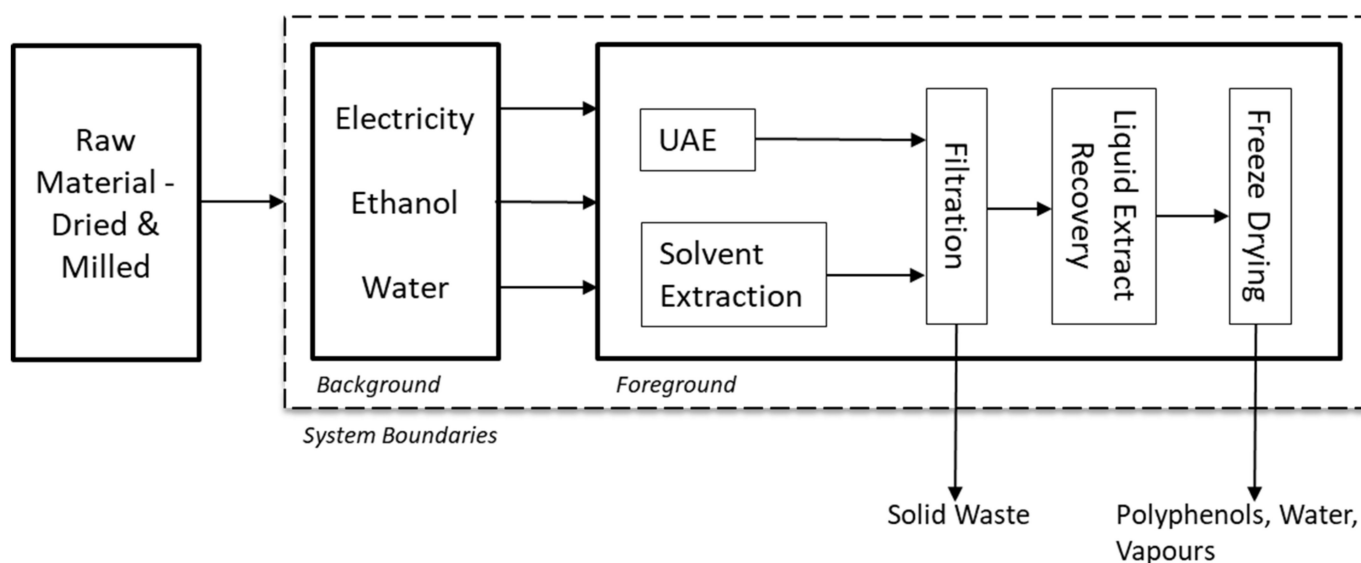 Raw
Material -
Dried &
Milled
Electricity
Ethanol
Water
Background
UAE
Solvent
Extraction
Filtration
Liquid Extract
Recovery
Freeze Drying
Foreground
System Boundaries
Solid Waste
Polyphenols, Water,
Vapours